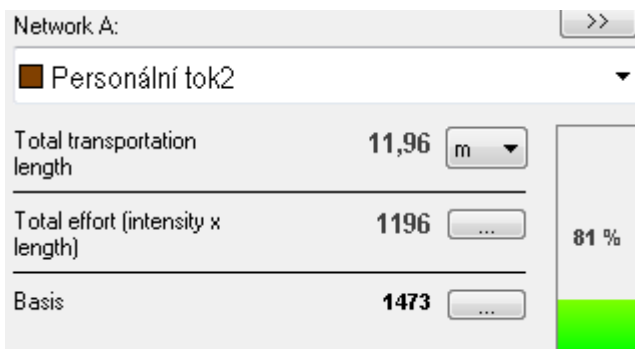 Network A:
>>
Personální tok2
Total transportation
length
11,96
m
Total effort (intensity x
length)
1196
...
81 %
Basis
1473
...